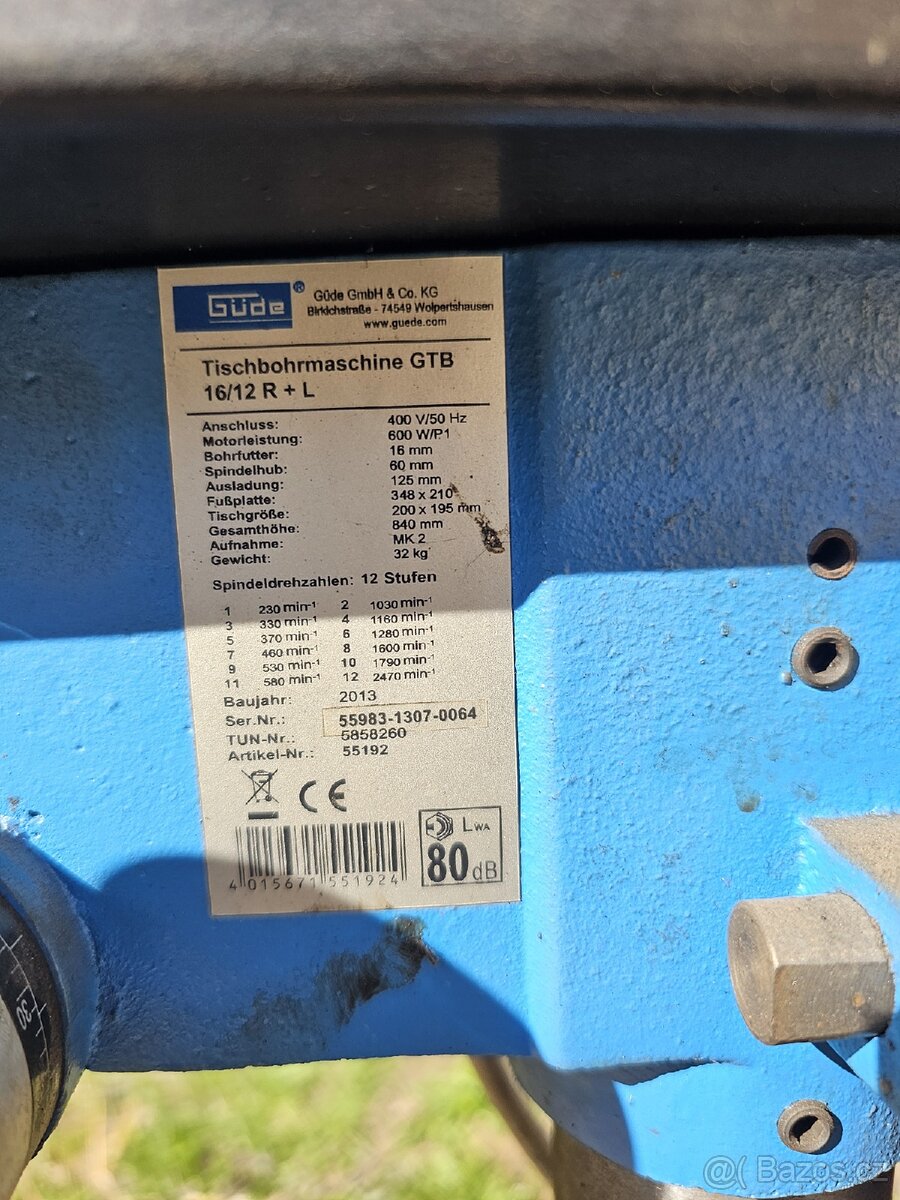 Güde®
Güde GmbH & Co. KG
Birkichstraße - 74549 Wolpertshausen
www.guede.com
Tischbohrmaschine GTB
16/12 R + L
Anschluss: 400 V/50 Hz
Motorleistung: 600 W/P1
Bohrfutter: 16 mm
Spindelhub: 60 mm
Ausladung: 125 mm
Fußplatte: 348 x 210
Tischgröße: 200 x 195 mm
Gesamthöhe: 840 mm
Aufnahme: MK 2
Gewicht: 32 kg
Spindeldrehzahlen: 12 Stufen
1 230 min⁻¹ 2 1030 min⁻¹
3 330 min⁻¹ 4 1160 min⁻¹
5 370 min⁻¹ 6 1280 min⁻¹
7 460 min⁻¹ 8 1600 min⁻¹
9 530 min⁻¹ 10 1790 min⁻¹
11 580 min⁻¹ 12 2470 min⁻¹
Baujahr: 2013
Ser.Nr.: 55983-1307-0064
TUN-Nr.: 5858260
Artikel-Nr.: 55192
CE
LWA
80 dB
4 015671 551924
30
@( Bazos.cz